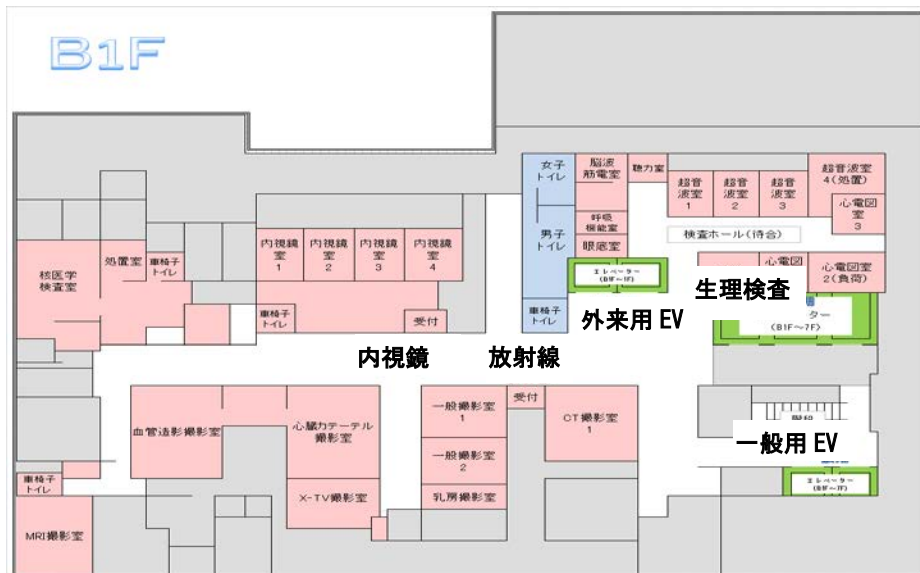 B1F
女子
トイレ
脳波
筋電室
聴力室
超音
波室
1
超音
波室
2
超音
波室
3
超音波室
4(処置)
心電図
室
3
呼吸
機能室
検査ホール(待合)
男子
トイレ
眼底室
核医学
検査室
処置室
車椅子
トイレ
内視鏡
室
1
内視鏡
室
2
内視鏡
室
3
内視鏡
室
4
エレベーター
(B1F～1F)
心電図
心電図室
2(負荷)
生理検査
車椅子
トイレ
受付
車椅子
トイレ
外来用 EV
ター
(B1F～7F)
内視鏡
放射線
血管造影撮影室
心臓カテーテル
撮影室
一般撮影室
1
受付
CT撮影室
1
一般用 EV
一般撮影室
2
車椅子
トイレ
X-TV撮影室
乳房撮影室
エレベーター
(B1F～7F)
MRI撮影室